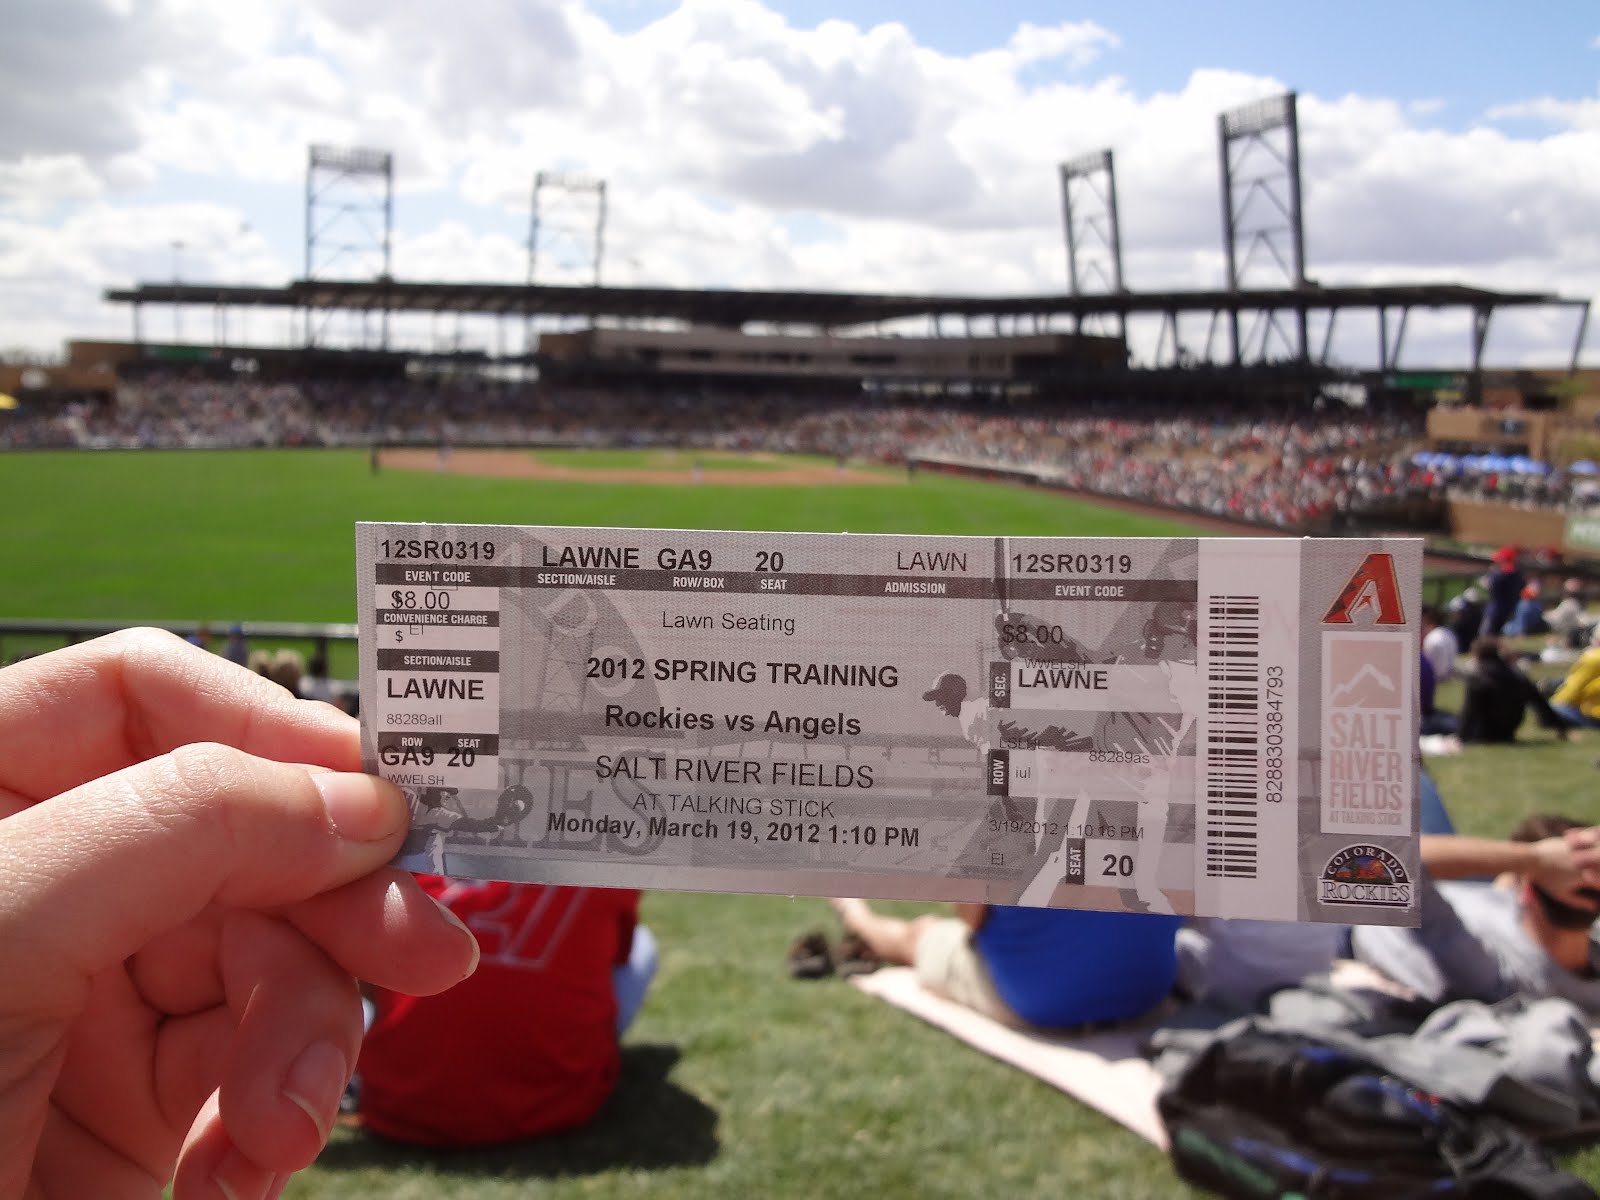 12SR0319 LAWNE GA9 20 LAWN 12SR0319
EVENT CODE SECTION/AISLE ROW/BOX SEAT ADMISSION EVENT CODE
$8.00
CONVENIENCE CHARGE
$ EI
SECTION/AISLE
LAWNE
88289all
ROW SEAT
GA9 20
WWELSH
Lawn Seating
2012 SPRING TRAINING
Rockies vs Angels
SALT RIVER FIELDS
AT TALKING STICK
Monday, March 19, 2012 1:10 PM
$8.00
WWELSH
SEC. LAWNE
88289as
ROW iul
3/19/2012 1:10:16 PM
EI
SEAT 20
828830384793
A
SALT
RIVER
FIELDS
AT TALKING STICK
COLORADO
ROCKIES